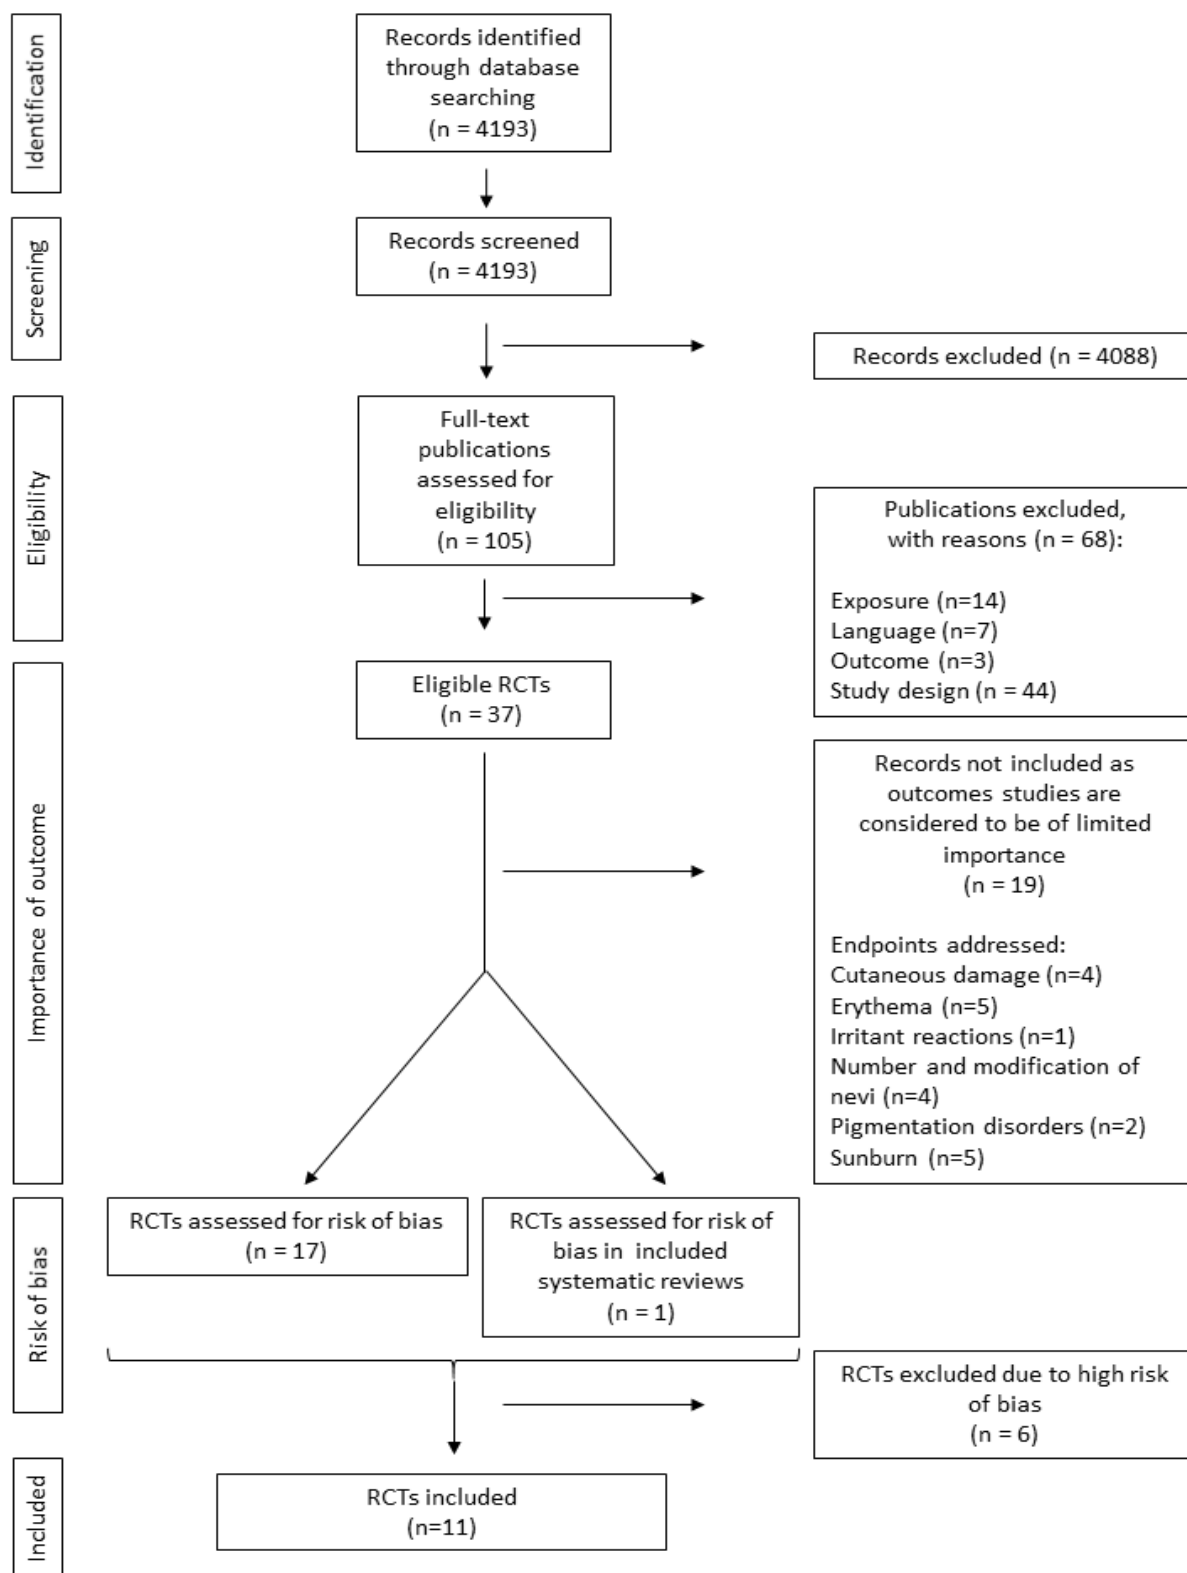 Identification
Records identified
through database
searching
(n = 4193)
Screening
Records screened
(n = 4193)
Records excluded (n = 4088)
Eligibility
Full-text
publications
assessed for
eligibility
(n = 105)
Publications excluded,
with reasons (n = 68):
Exposure (n=14)
Language (n=7)
Outcome (n=3)
Study design (n = 44)
Importance of outcome
Eligible RCTs
(n = 37)
Records not included as
outcomes studies are
considered to be of limited
importance
(n = 19)
Endpoints addressed:
Cutaneous damage (n=4)
Erythema (n=5)
Irritant reactions (n=1)
Number and modification of
nevi (n=4)
Pigmentation disorders (n=2)
Sunburn (n=5)
Risk of bias
RCTs assessed for risk of bias
(n = 17)
RCTs assessed for risk of
bias in included
systematic reviews
(n = 1)
RCTs excluded due to high risk
of bias
(n = 6)
Included
RCTs included
(n=11)